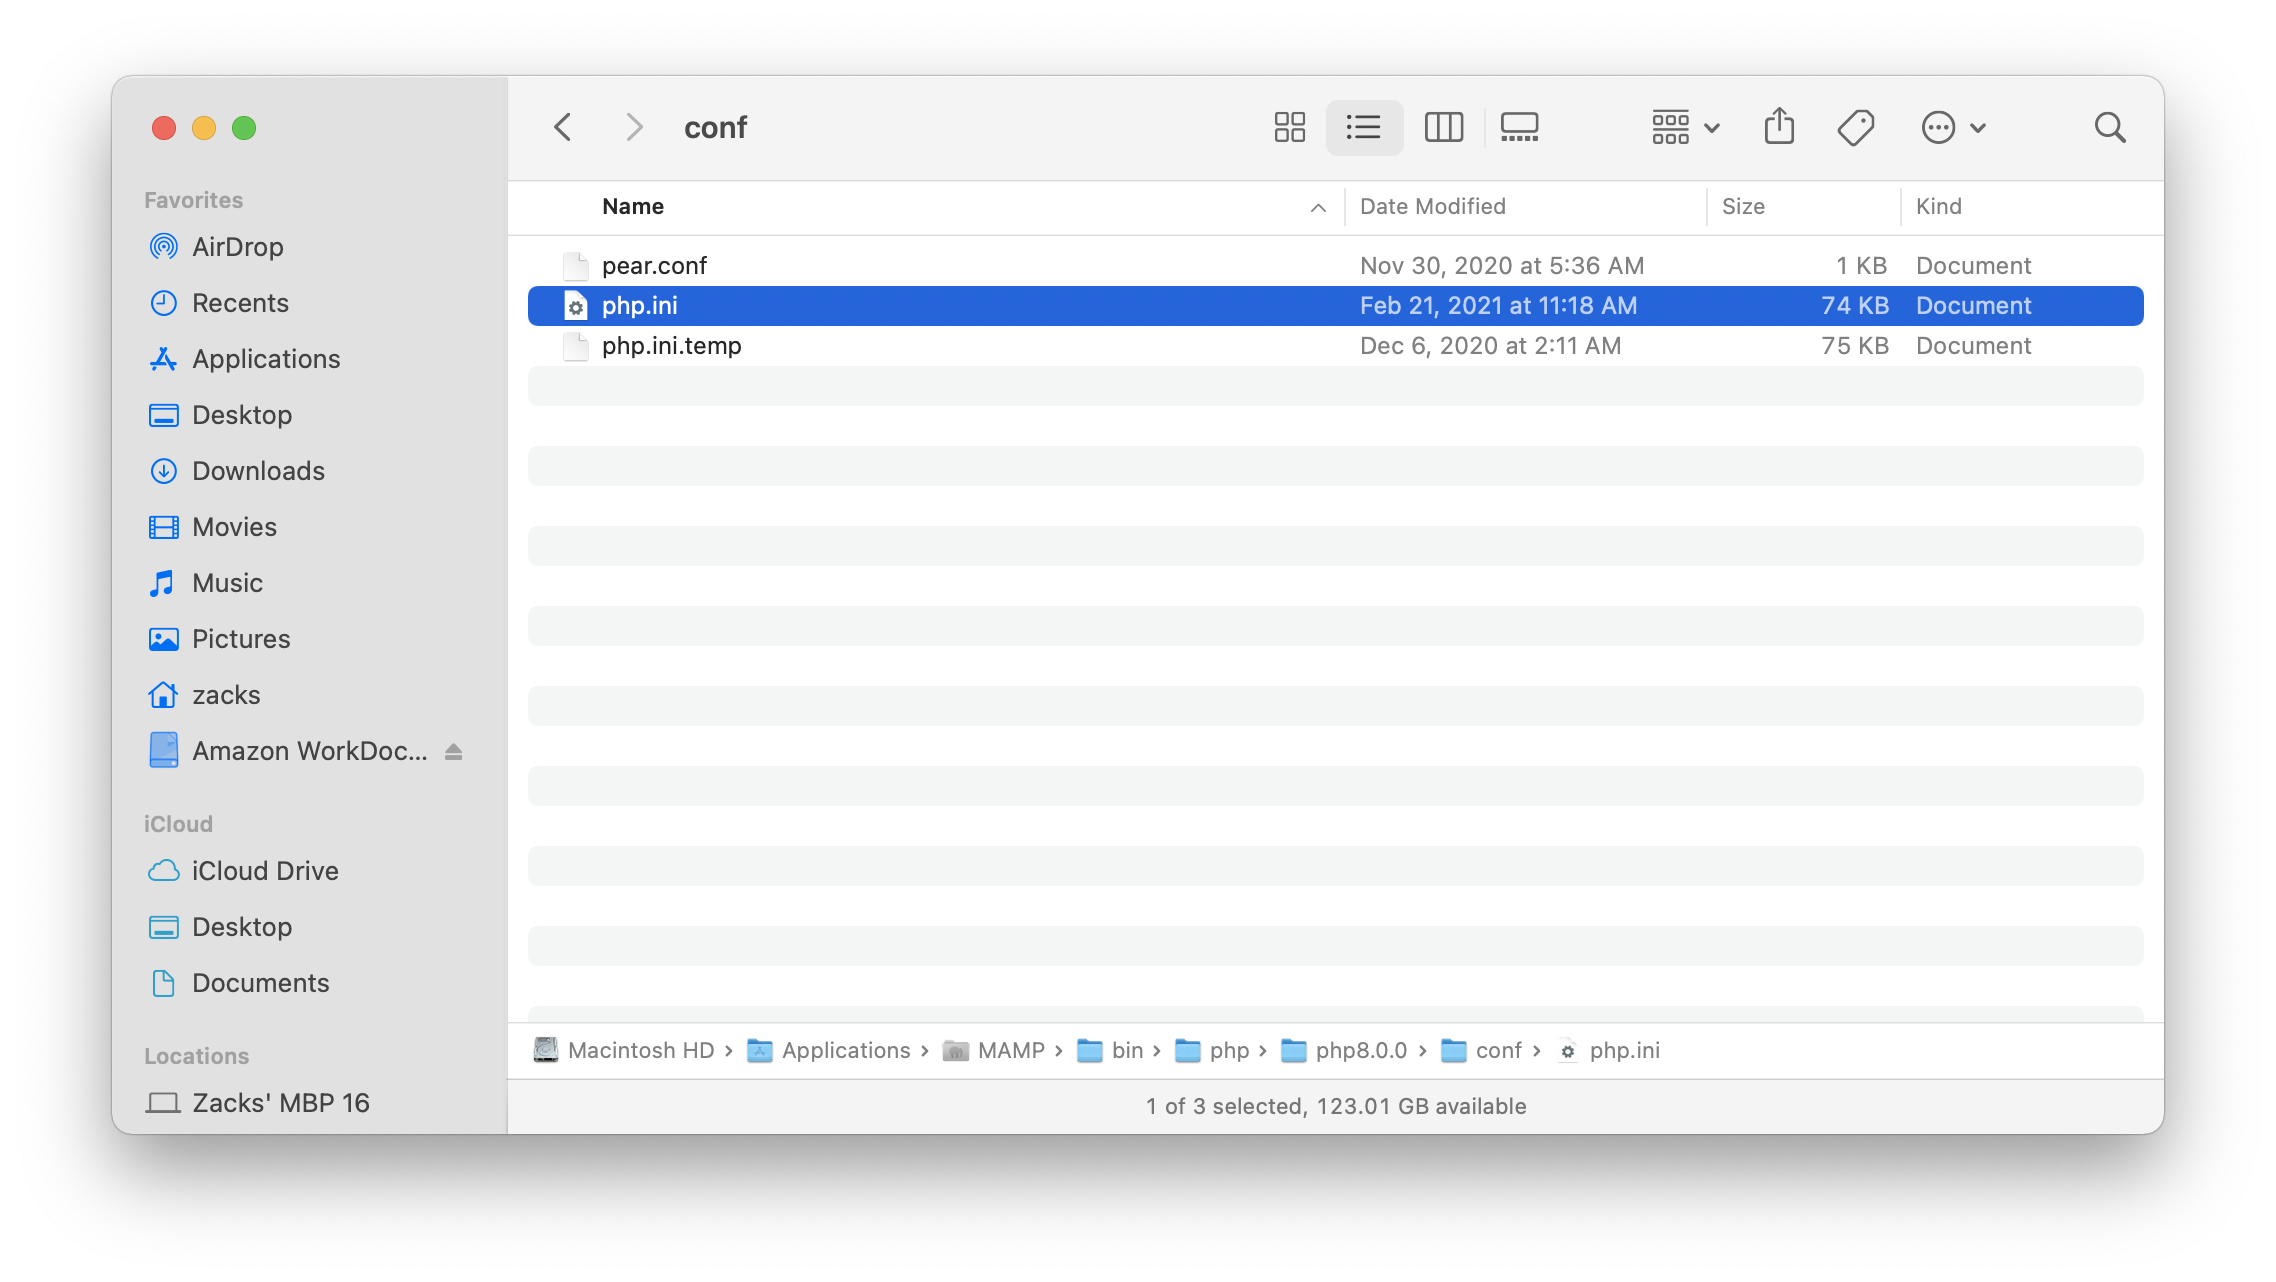 conf
Favorites
AirDrop
Recents
Applications
Desktop
Downloads
Movies
Music
Pictures
zacks
Amazon WorkDoc...
iCloud
iCloud Drive
Desktop
Documents
Locations
Zacks' MBP 16
Name Date Modified Size Kind
pear.conf Nov 30, 2020 at 5:36 AM 1 KB Document
php.ini Feb 21, 2021 at 11:18 AM 74 KB Document
php.ini.temp Dec 6, 2020 at 2:11 AM 75 KB Document
Macintosh HD › Applications › MAMP › bin › php › php8.0.0 › conf › php.ini
1 of 3 selected, 123.01 GB available